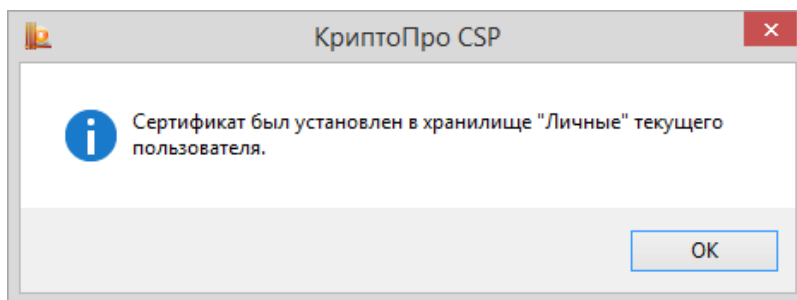 КриптоПро CSP
Сертификат был установлен в хранилище "Личные" текущего
пользователя.
OK